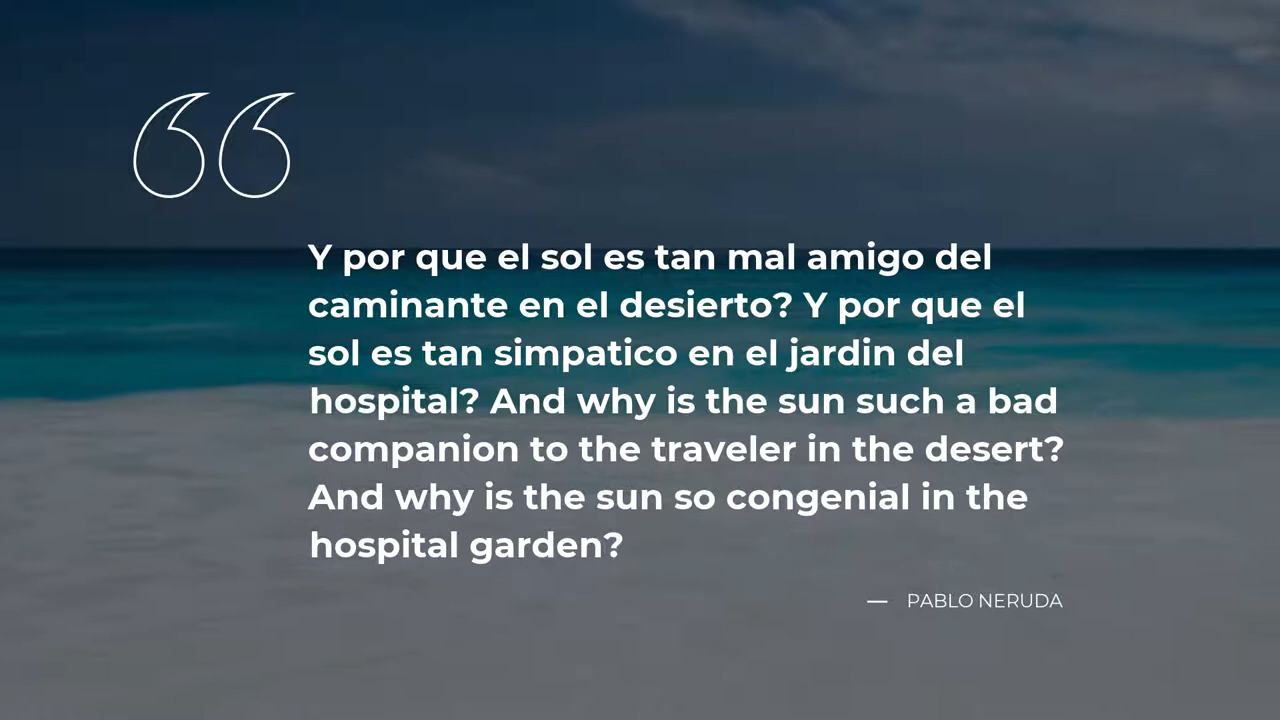 Y por que el sol es tan mal amigo del
caminante en el desierto? Y por que el
sol es tan simpatico en el jardin del
hospital? And why is the sun such a bad
companion to the traveler in the desert?
And why is the sun so congenial in the
hospital garden?
— PABLO NERUDA